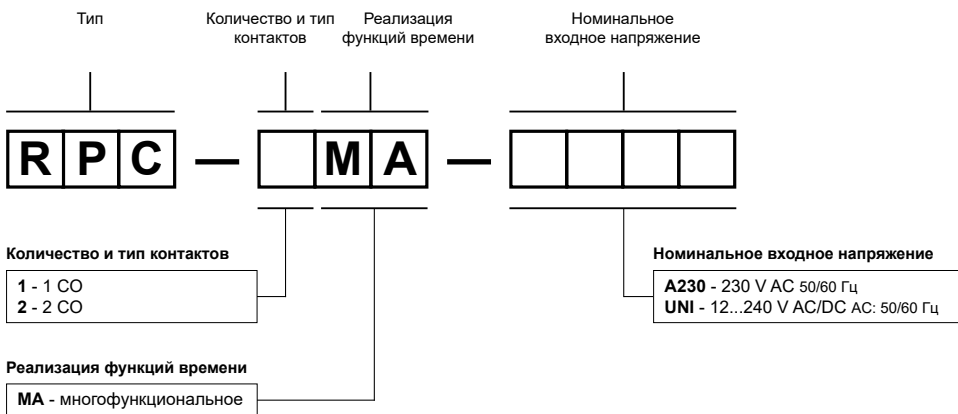 Тип
Количество и тип
контактов
Реализация
функций времени
Номинальное
входное напряжение
R P C — M A —
Количество и тип контактов
1 - 1 CO
2 - 2 CO
Номинальное входное напряжение
A230 - 230 V AC 50/60 Гц
UNI - 12...240 V AC/DC AC: 50/60 Гц
Реализация функций времени
MA - многофункциональное